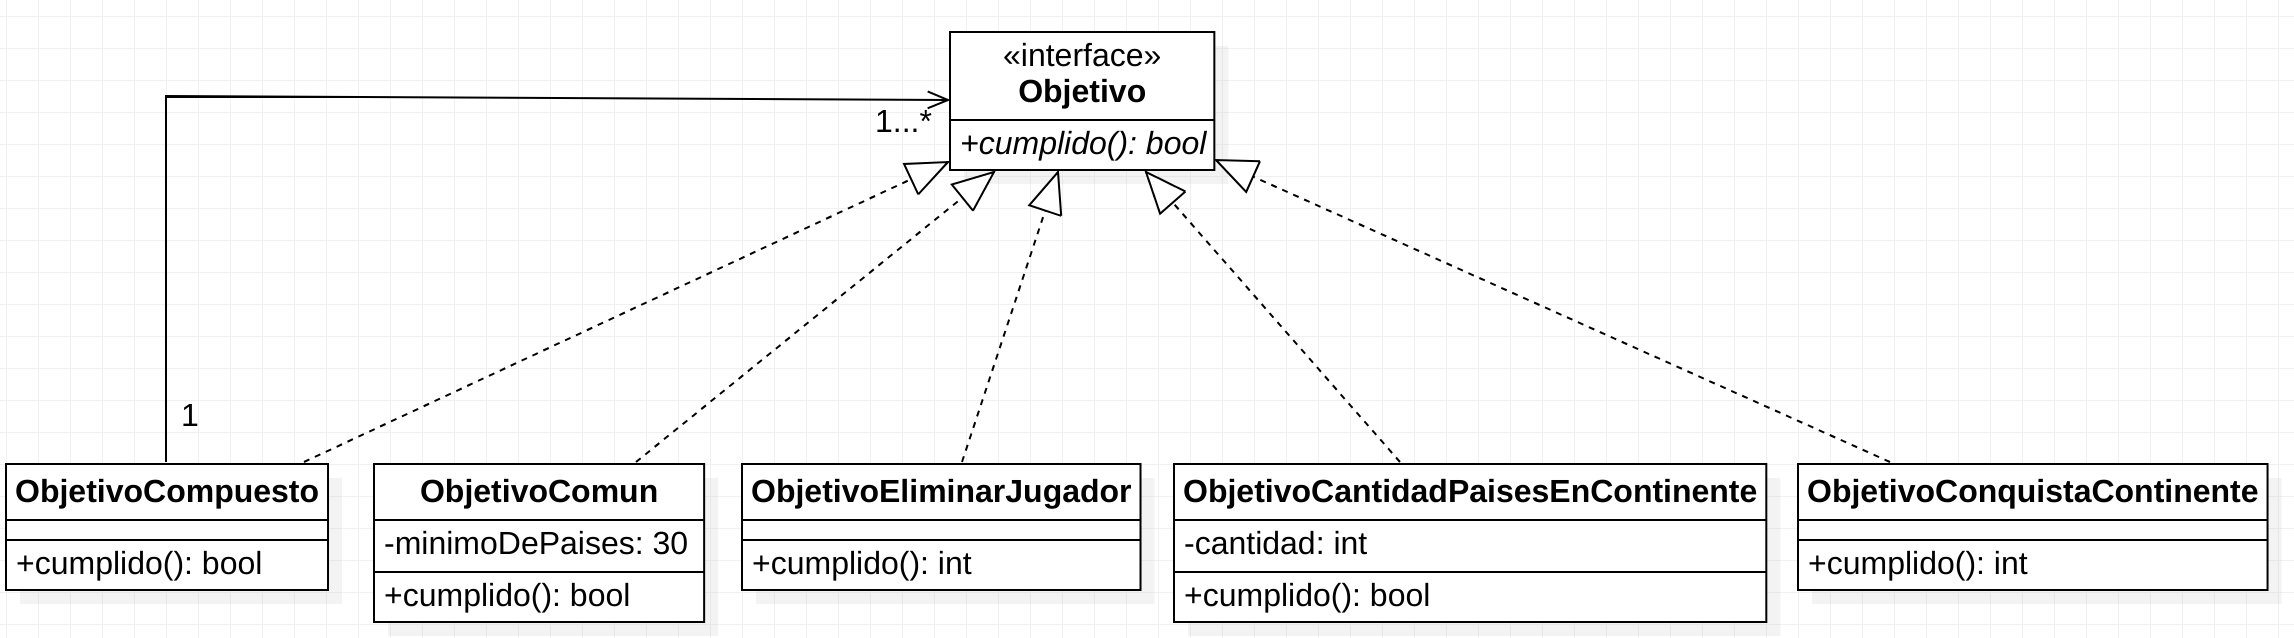 «interface»
Objetivo
+cumplido(): bool
1...*
1
ObjetivoCompuesto
+cumplido(): bool
ObjetivoComun
-minimoDePaises: 30
+cumplido(): bool
ObjetivoEliminarJugador
+cumplido(): int
ObjetivoCantidadPaisesEnContinente
-cantidad: int
+cumplido(): bool
ObjetivoConquistaContinente
+cumplido(): int